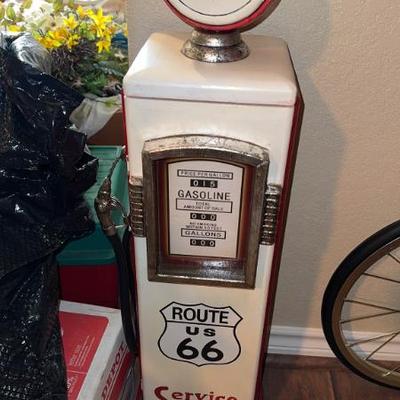 PRICE PER GALLON
015
GASOLINE
TOTAL
AMOUNT OF SALE
000
NO SMOKING
WITHIN 10 FEET
GALLONS
000
ROUTE
US
66
Service
DEPOT